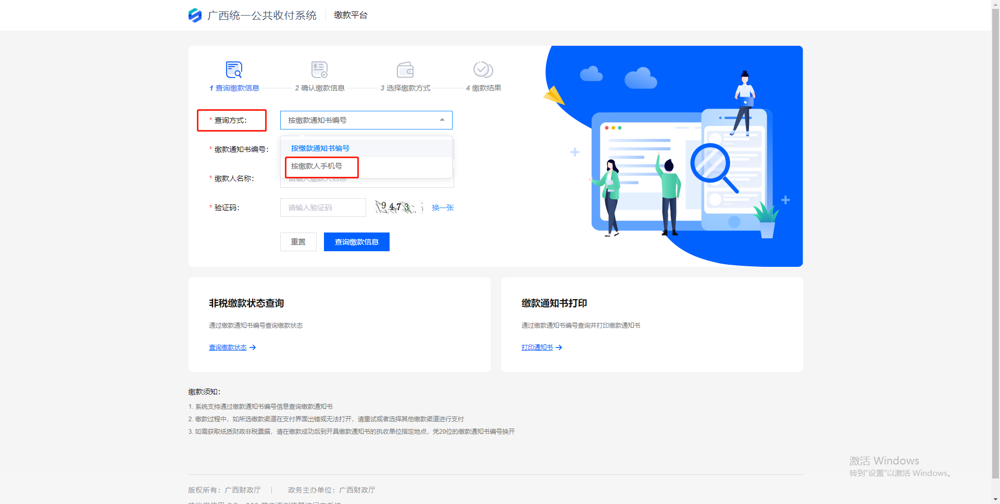 广西统一公共收付系统 缴款平台
1 查询缴款信息 2 确认缴款信息 3 选择缴款方式 4 缴款结果
* 查询方式： 按缴款通知书编号
* 缴款通知书编号： 按缴款通知书编号
按缴款人手机号
* 缴款人名称： 请输入缴款人名称
* 验证码： 请输入验证码 9473 换一张
重置 查询缴款信息
非税缴款状态查询
通过缴款通知书编号查询缴款状态
查询缴款状态
缴款通知书打印
通过缴款通知书编号查询并打印缴款通知书
打印通知书
缴款须知：
1. 系统支持通过缴款通知书编号信息查询缴款通知书
2. 缴款过程中，如所选缴款渠道在支付界面出错或无法打开，请重试或者选择其他缴款渠道进行支付
3. 如需获取纸质财政非税票据，请在缴款成功后到开具缴款通知书的执收单位指定地点，凭20位的缴款通知书编号换开
激活 Windows
转到“设置”以激活 Windows。
版权所有：广西财政厅 | 政务主办单位：广西财政厅